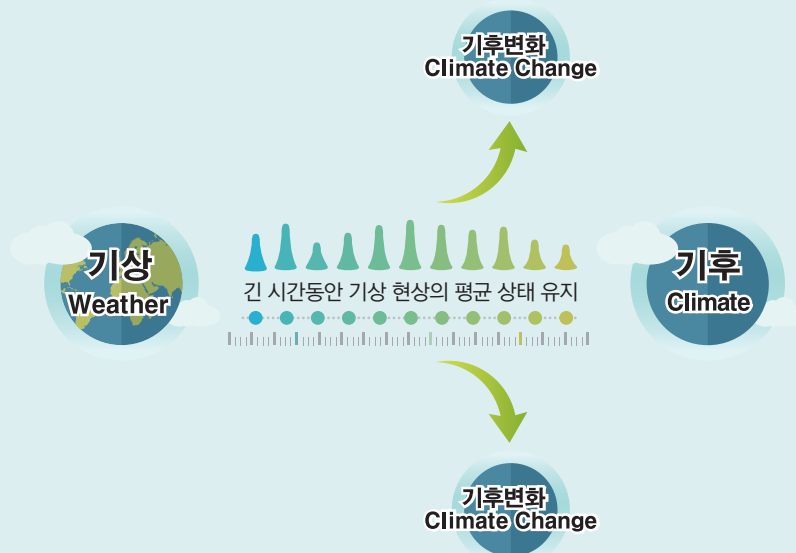 기후변화
Climate Change
기상
Weather
긴 시간동안 기상 현상의 평균 상태 유지
기후
Climate
기후변화
Climate Change